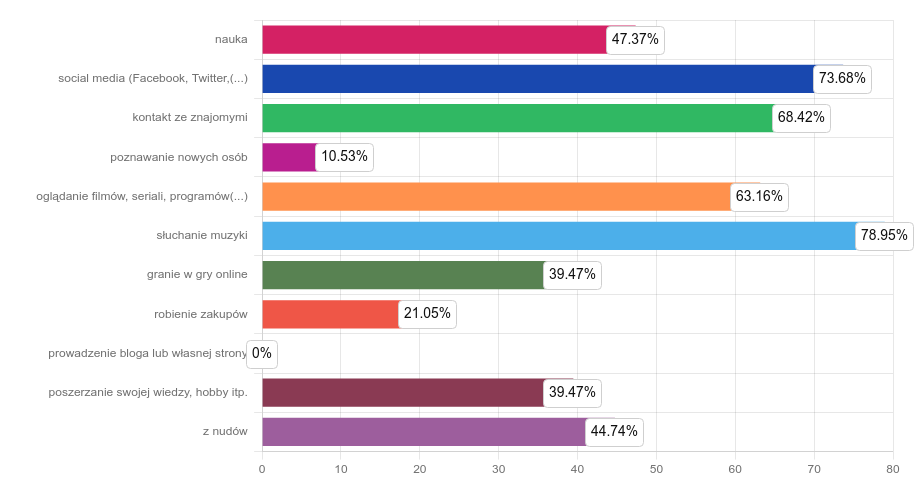 nauka 47.37%
social media (Facebook, Twitter,(...) 73.68%
kontakt ze znajomymi 68.42%
poznawanie nowych osób 10.53%
oglądanie filmów, seriali, programów(...) 63.16%
słuchanie muzyki 78.95%
granie w gry online 39.47%
robienie zakupów 21.05%
prowadzenie bloga lub własnej strony 0%
poszerzanie swojej wiedzy, hobby itp. 39.47%
z nudów 44.74%
0 10 20 30 40 50 60 70 80